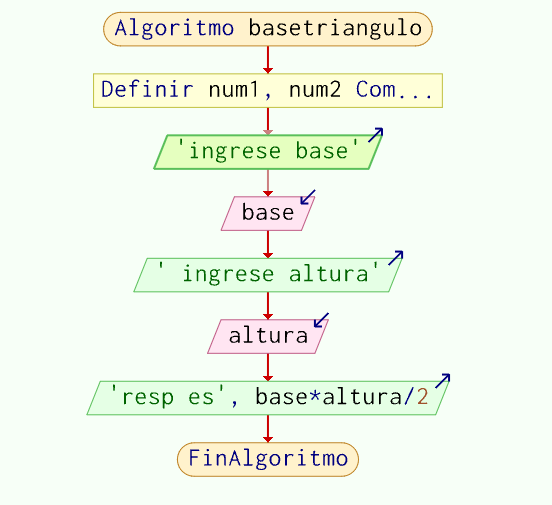 Algoritmo basetriangulo
Definir num1, num2 Com...
'ingrese base'
base
' ingrese altura'
altura
'resp es', base*altura/2
FinAlgoritmo